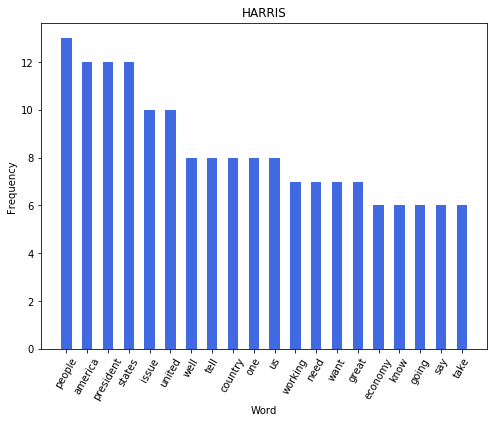 HARRIS
Frequency
12
10
8
6
4
2
0
people america president states issue united well tell country one us working need want great economy know going say take
Word